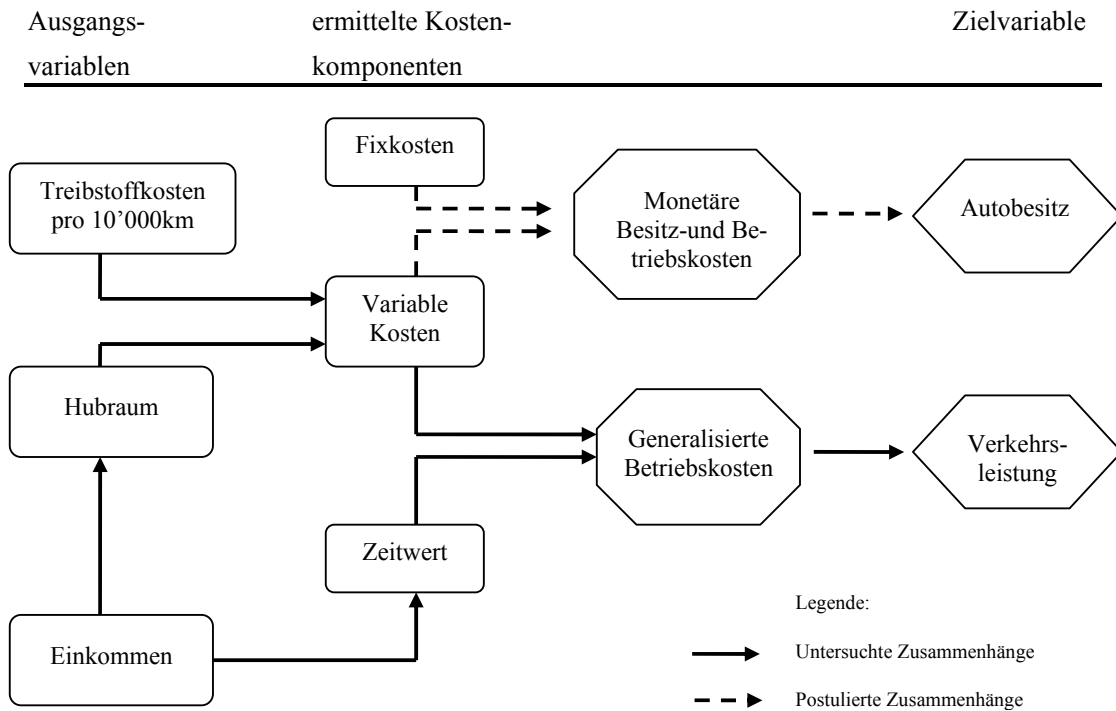 Ausgangs-
variablen
ermittelte Kosten-
komponenten
Zielvariable
Treibstoffkosten
pro 10’000km
Fixkosten
Monetäre
Besitz-und Be-
triebskosten
Autobesitz
Variable
Kosten
Hubraum
Generalisierte
Betriebskosten
Verkehrs-
leistung
Zeitwert
Einkommen
Legende:
Untersuchte Zusammenhänge
Postulierte Zusammenhänge